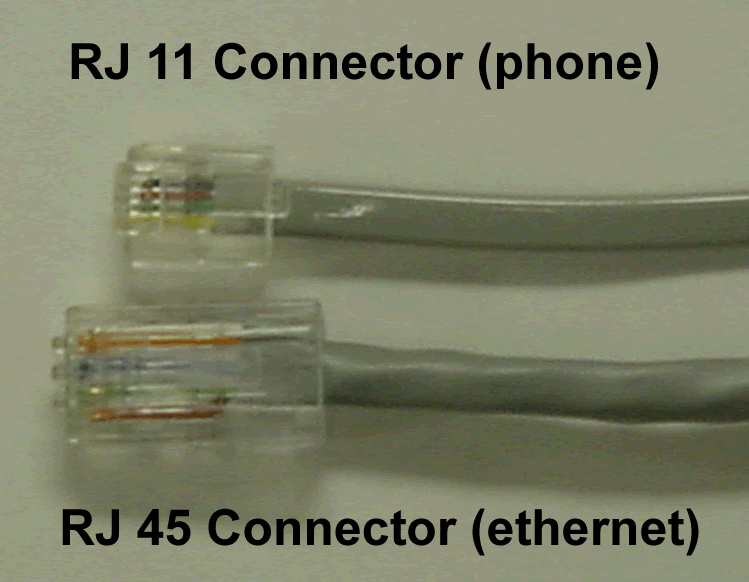 RJ 11 Connector (phone)
RJ 45 Connector (ethernet)